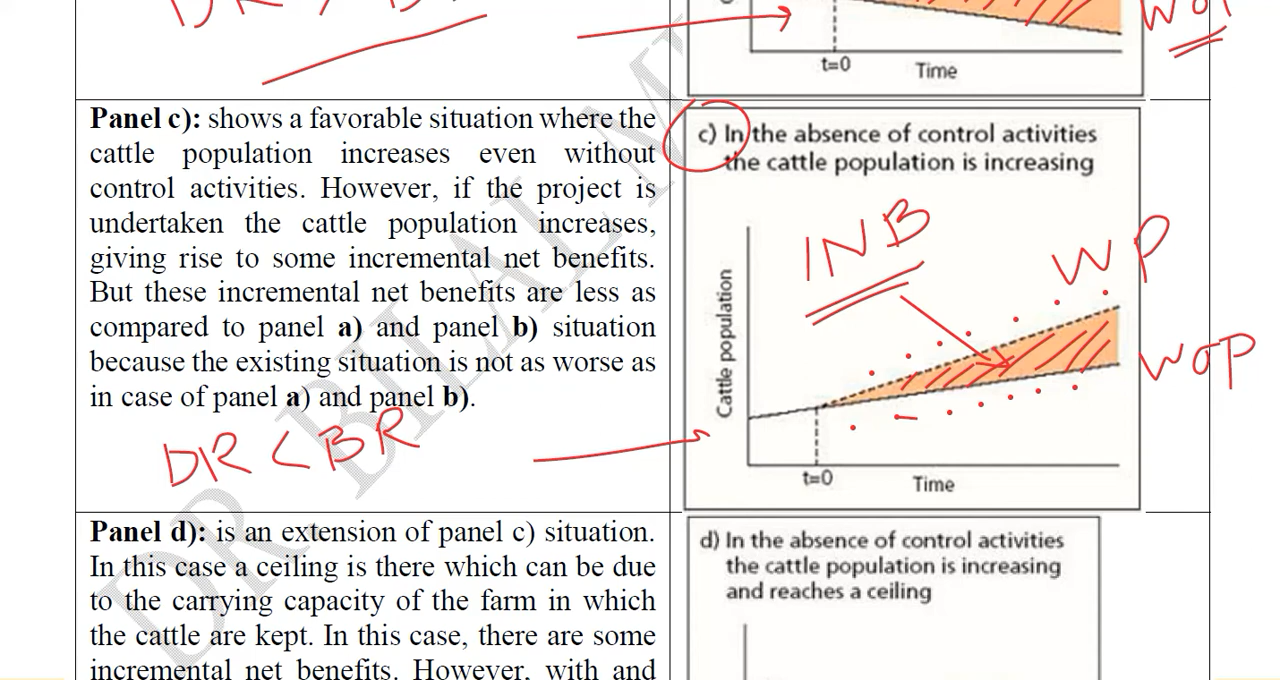 WOP
t=0 Time
Panel c): shows a favorable situation where the
cattle population increases even without
control activities. However, if the project is
undertaken the cattle population increases,
giving rise to some incremental net benefits.
But these incremental net benefits are less as
compared to panel a) and panel b) situation
because the existing situation is not as worse as
in case of panel a) and panel b).
DR < BR
c) In the absence of control activities
the cattle population is increasing
INB
WP
WOP
Cattle population
t=0 Time
Panel d): is an extension of panel c) situation.
In this case a ceiling is there which can be due
to the carrying capacity of the farm in which
the cattle are kept. In this case, there are some
incremental net benefits. However, with and
d) In the absence of control activities
the cattle population is increasing
and reaches a ceiling
DR BILAL M